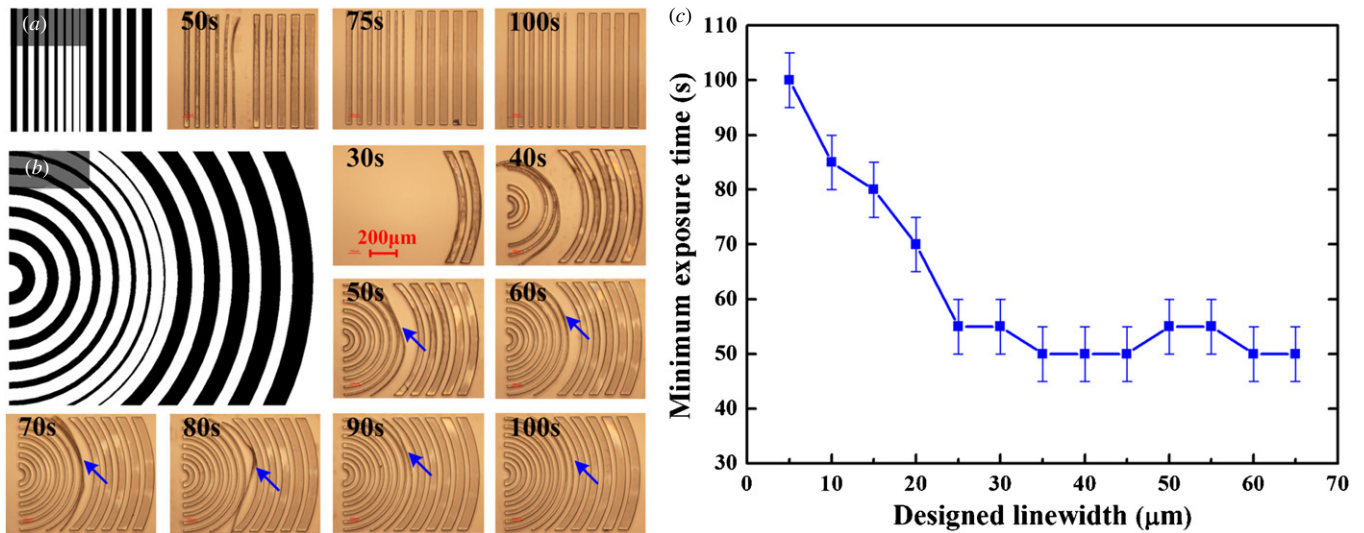 (a)
50s
75s
100s
(b)
30s
40s
200μm
50s
60s
70s
80s
90s
100s
(c)
110
100
90
80
70
60
50
40
30
Minimum exposure time (s)
0
10
20
30
40
50
60
70
Designed linewidth (μm)